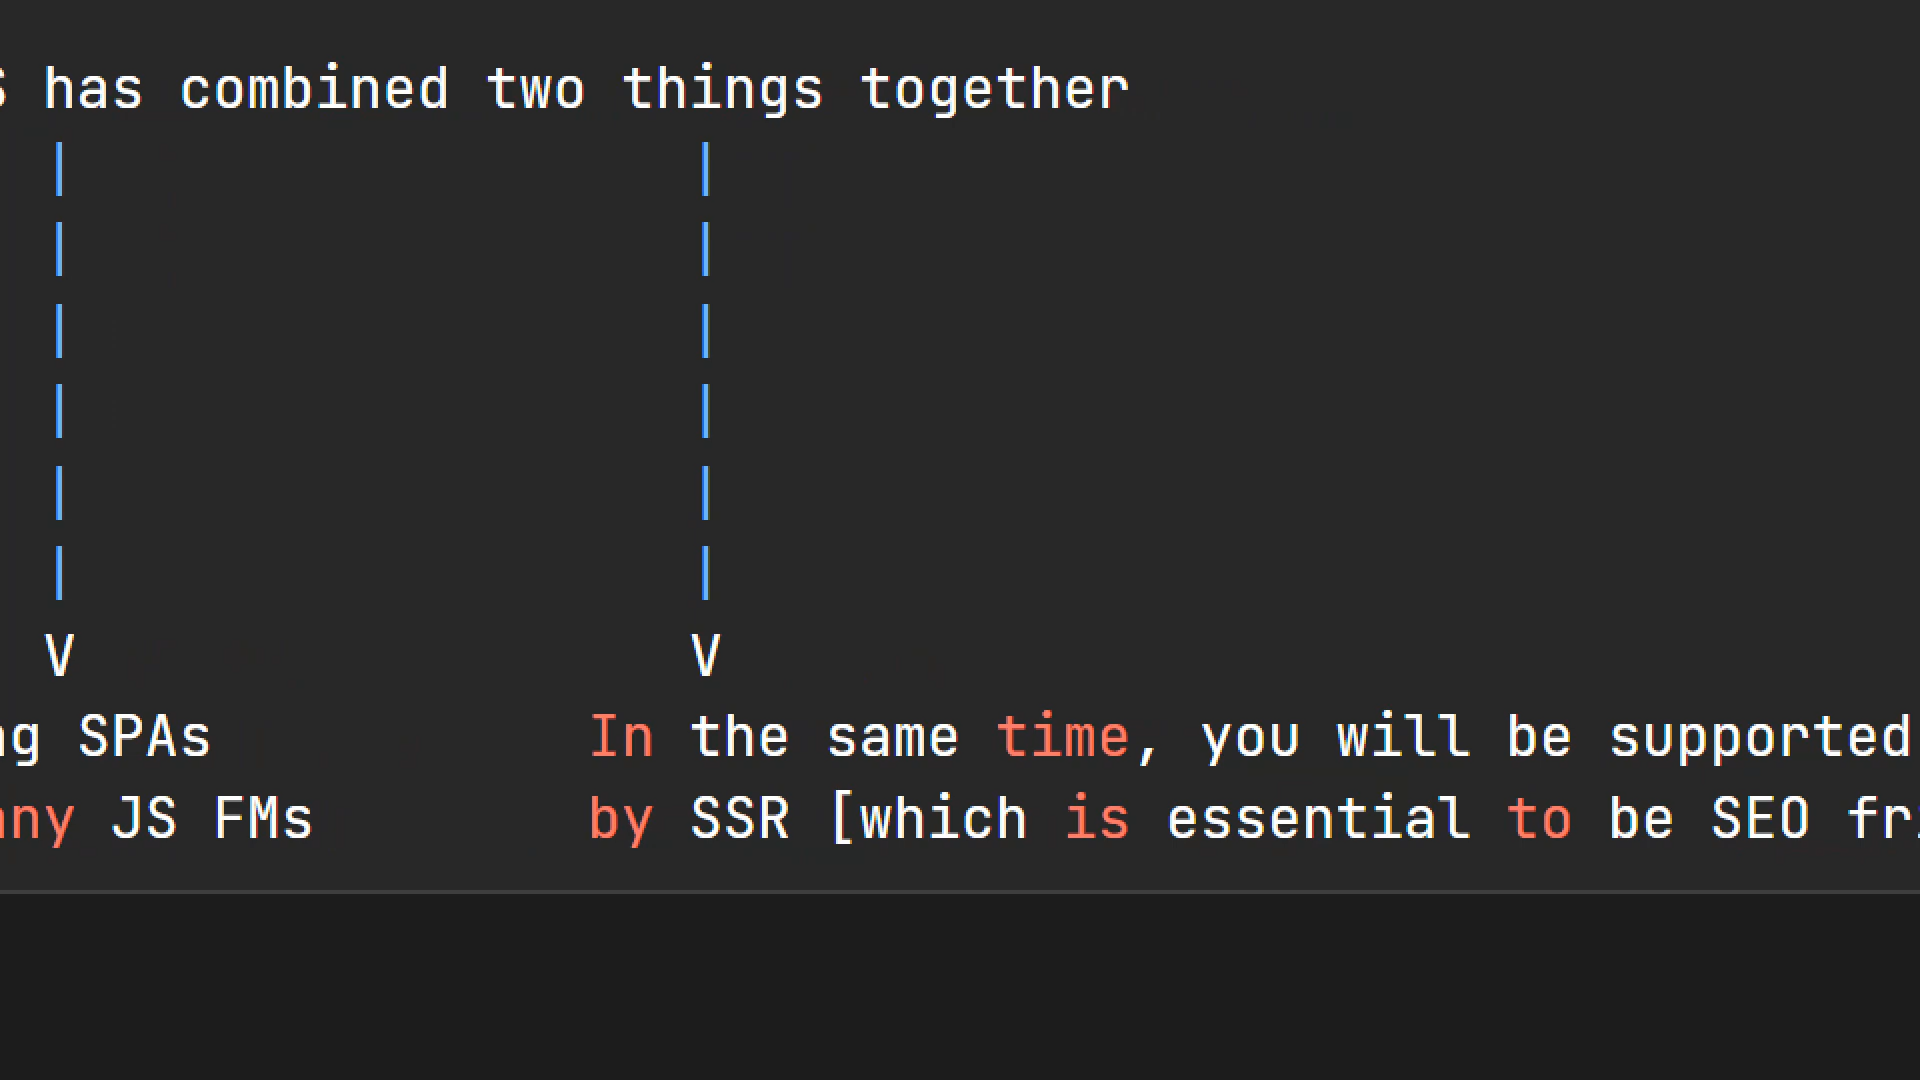 has combined two things together
| |
| |
| |
| |
| |
| |
V V
SPAs In the same time, you will be supported
JS FMs by SSR [which is essential to be SEO